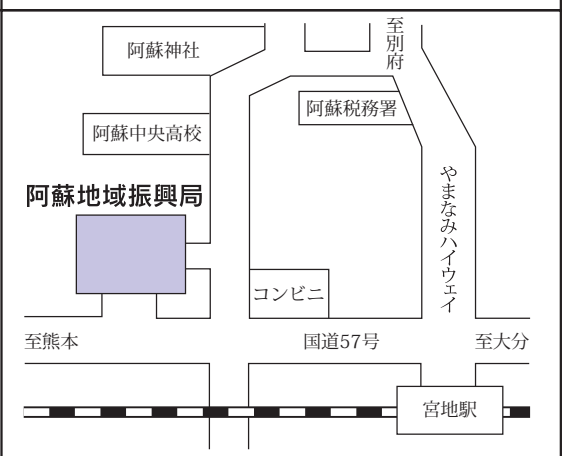 阿蘇神社
至別府
阿蘇税務署
阿蘇中央高校
やまなみハイウェイ
阿蘇地域振興局
コンビニ
至熊本
国道57号
至大分
宮地駅